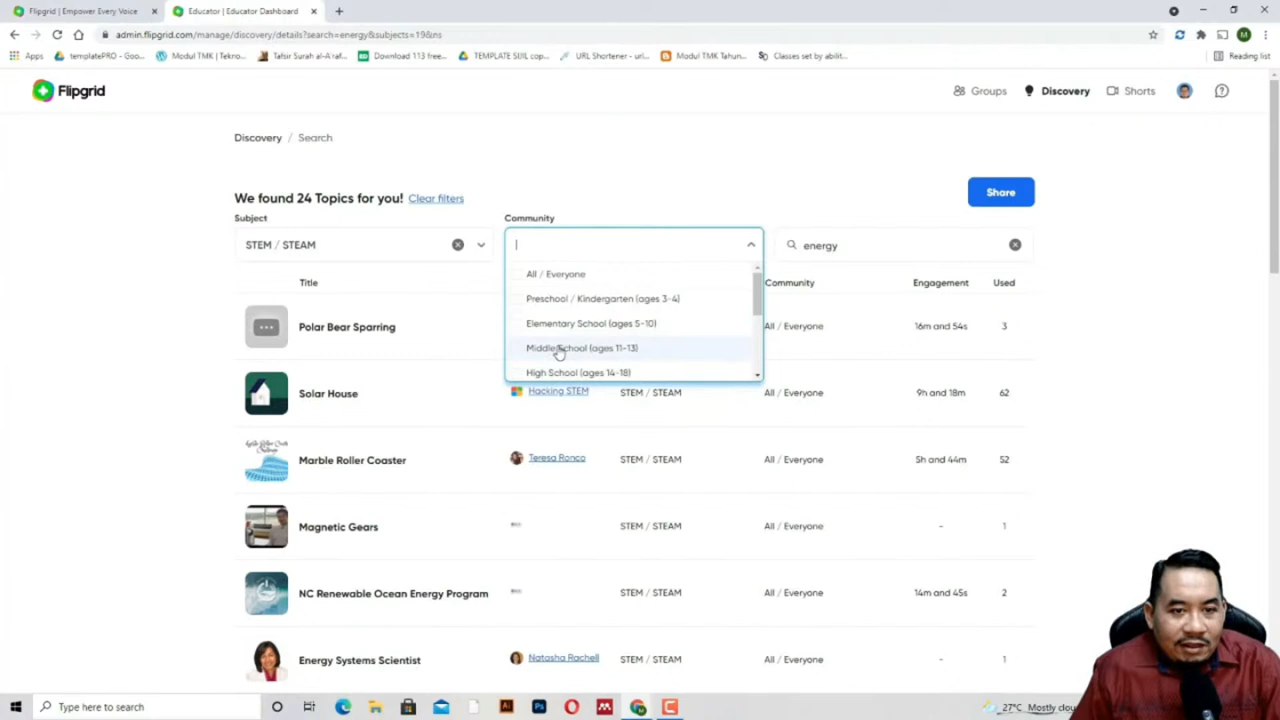 Flipgrid | Empower Every Voice
Educator | Educator Dashboard
admin.flipgrid.com/manage/discovery/details?search=energy&subjects=19&ns
Apps
templatePRO - Goo...
Modul TMK | Tekno...
Tafsir Surah al-A'raf...
Download 113 free...
TEMPLATE SIJIL cop...
URL Shortener - url...
Modul TMK Tahun...
Classes set by abilit...
Reading list
Flipgrid
Groups
Discovery
Shorts
Discovery / Search
We found 24 Topics for you! Clear filters
Share
Subject
Community
STEM / STEAM
energy
All / Everyone
Preschool / Kindergarten (ages 3-4)
Elementary School (ages 5-10)
Middle School (ages 11-13)
High School (ages 14-18)
Title
Community
Engagement
Used
Polar Bear Sparring
All / Everyone
16m and 54s
3
Solar House
Hacking STEM
STEM / STEAM
All / Everyone
9h and 18m
62
Marble Roller Coaster
Teresa Ronco
STEM / STEAM
All / Everyone
5h and 44m
52
Magnetic Gears
STEM / STEAM
All / Everyone
-
1
NC Renewable Ocean Energy Program
STEM / STEAM
All / Everyone
14m and 45s
2
Energy Systems Scientist
Natasha Rachell
STEM / STEAM
All / Everyone
-
1
Type here to search
27°C Mostly clou